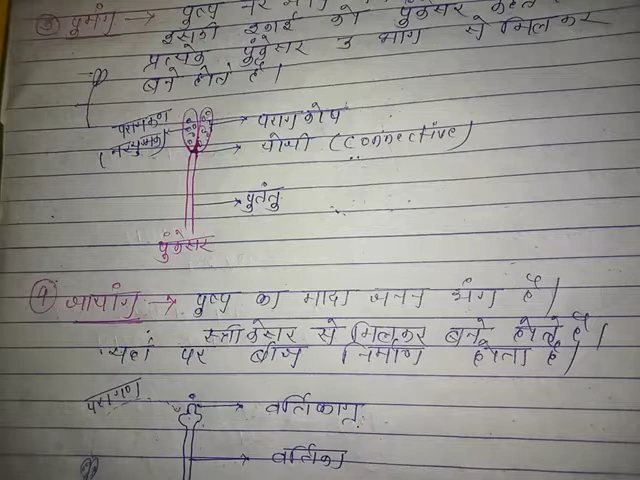 ③ पुमंग → पुष्प नर भाग
इसकी इकाई को पुंकेसर कहते
प्रत्येक पुंकेसर 3 भाग से मिलकर
बने होते है।
परागकण → परागकोष
(नरयुग्मक) → योजी (Connective)
→ पुतंतु
पुंकेसर
④ जायांग → पुष्प का मादा जनन अंग है।
स्त्रीकेसर से मिलकर बने होते है।
यहां पर बीज निर्माण होता है।
परागण → वर्तिकाग्र
→ वर्तिका